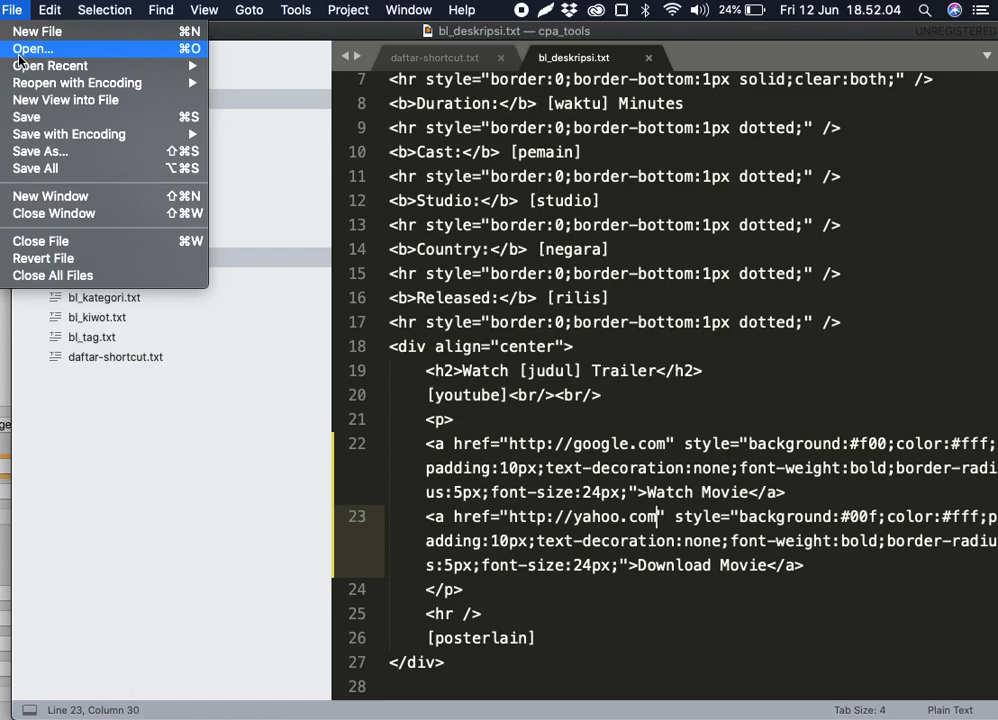 File Edit Selection Find View Goto Tools Project Window Help 24% Fri 12 Jun 18.52.04
bl_deskripsi.txt — cpa_tools UNREGISTERED
New File ⌘N
Open... ⌘O
Open Recent
Reopen with Encoding
New View into File
Save ⌘S
Save with Encoding
Save As... ⇧⌘S
Save All ⌥⌘S
New Window ⇧⌘N
Close Window ⇧⌘W
Close File ⌘W
Revert File
Close All Files
bl_kategori.txt
bl_kiwot.txt
bl_tag.txt
daftar-shortcut.txt
daftar-shortcut.txt × bl_deskripsi.txt ×
7 <hr style="border:0;border-bottom:1px solid;clear:both;" />
8 <b>Duration:</b> [waktu] Minutes
9 <hr style="border:0;border-bottom:1px dotted;" />
10 <b>Cast:</b> [pemain]
11 <hr style="border:0;border-bottom:1px dotted;" />
12 <b>Studio:</b> [studio]
13 <hr style="border:0;border-bottom:1px dotted;" />
14 <b>Country:</b> [negara]
15 <hr style="border:0;border-bottom:1px dotted;" />
16 <b>Released:</b> [rilis]
17 <hr style="border:0;border-bottom:1px dotted;" />
18 <div align="center">
19 <h2>Watch [judul] Trailer</h2>
20 [youtube]<br/><br/>
21 <p>
22 <a href="http://google.com" style="background:#f00;color:#fff;
padding:10px;text-decoration:none;font-weight:bold;border-radi
us:5px;font-size:24px;">Watch Movie</a>
23 <a href="http://yahoo.com" style="background:#00f;color:#fff;p
adding:10px;text-decoration:none;font-weight:bold;border-radiu
s:5px;font-size:24px;">Download Movie</a>
24 </p>
25 <hr />
26 [posterlain]
27 </div>
28
Line 23, Column 30 Tab Size: 4 Plain Text